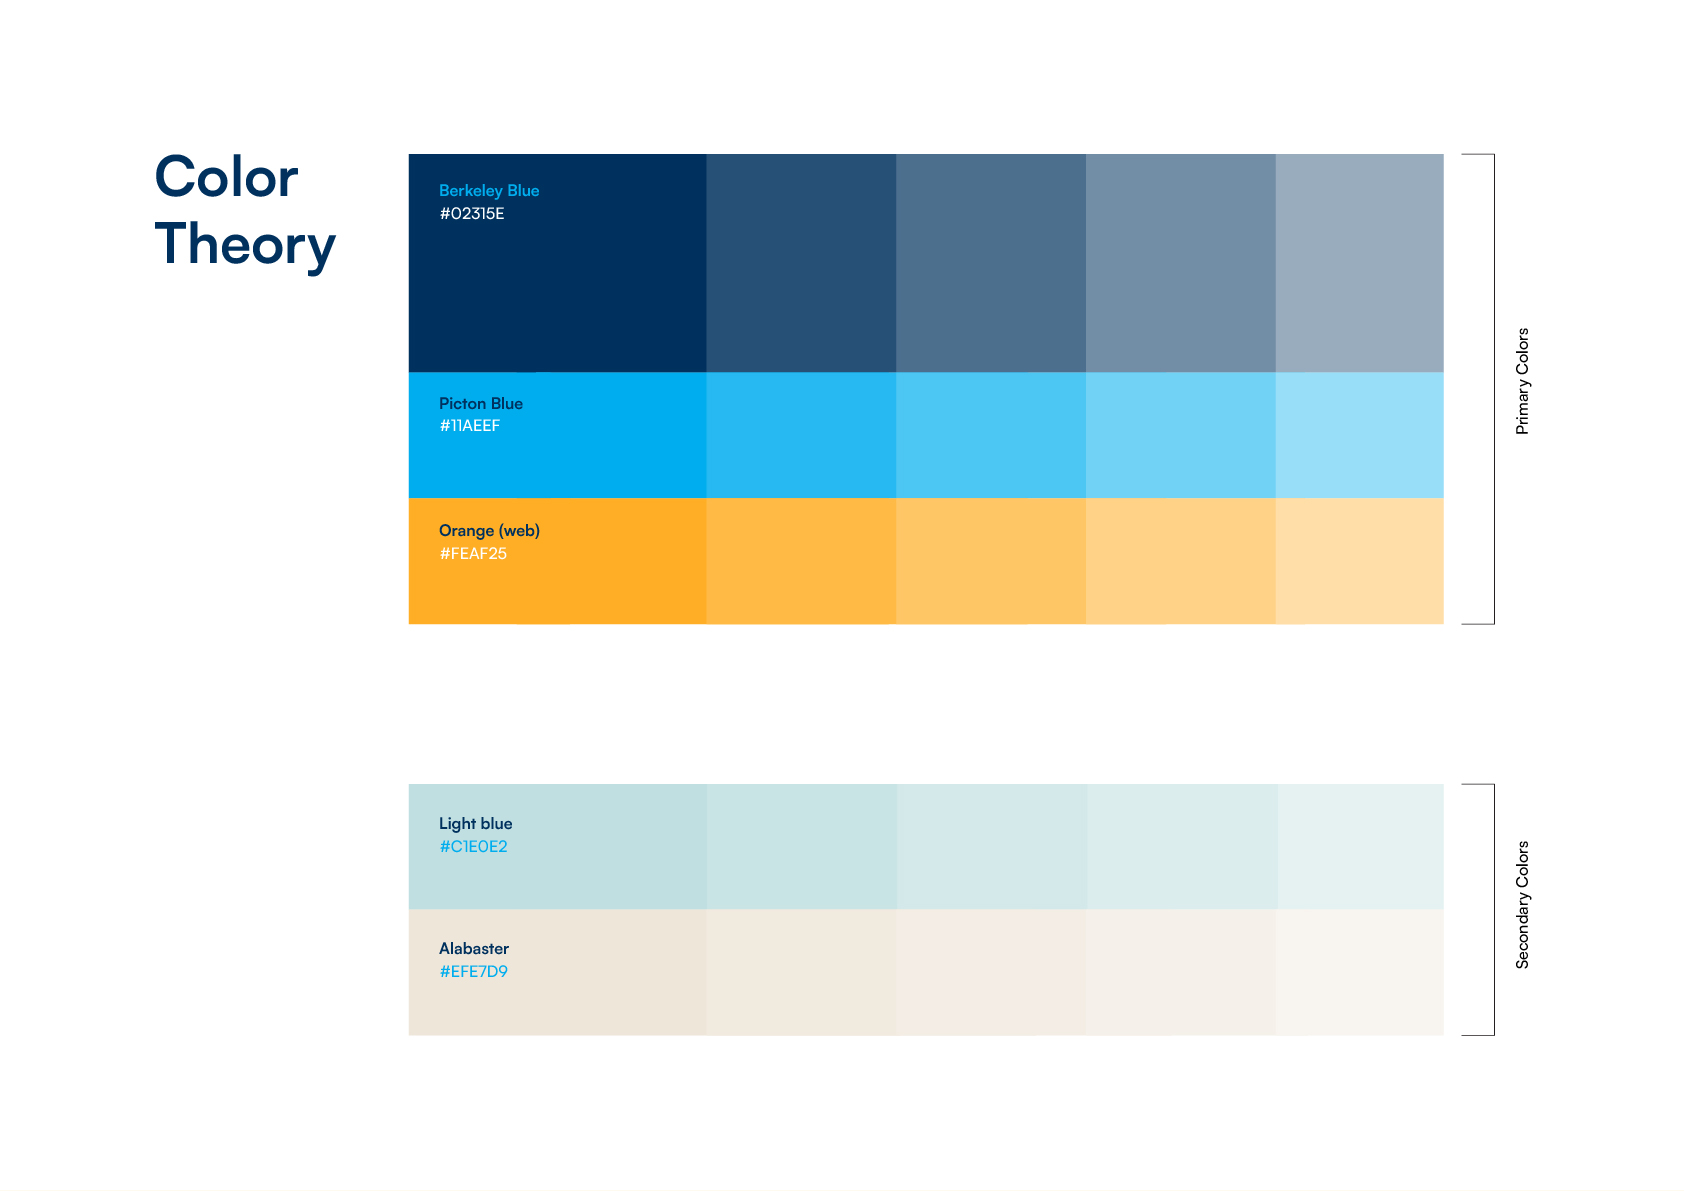 Color
Theory
Berkeley Blue
#02315E
Picton Blue
#11AEEF
Orange (web)
#FEAF25
Primary Colors
Light blue
#C1E0E2
Alabaster
#EFE7D9
Secondary Colors